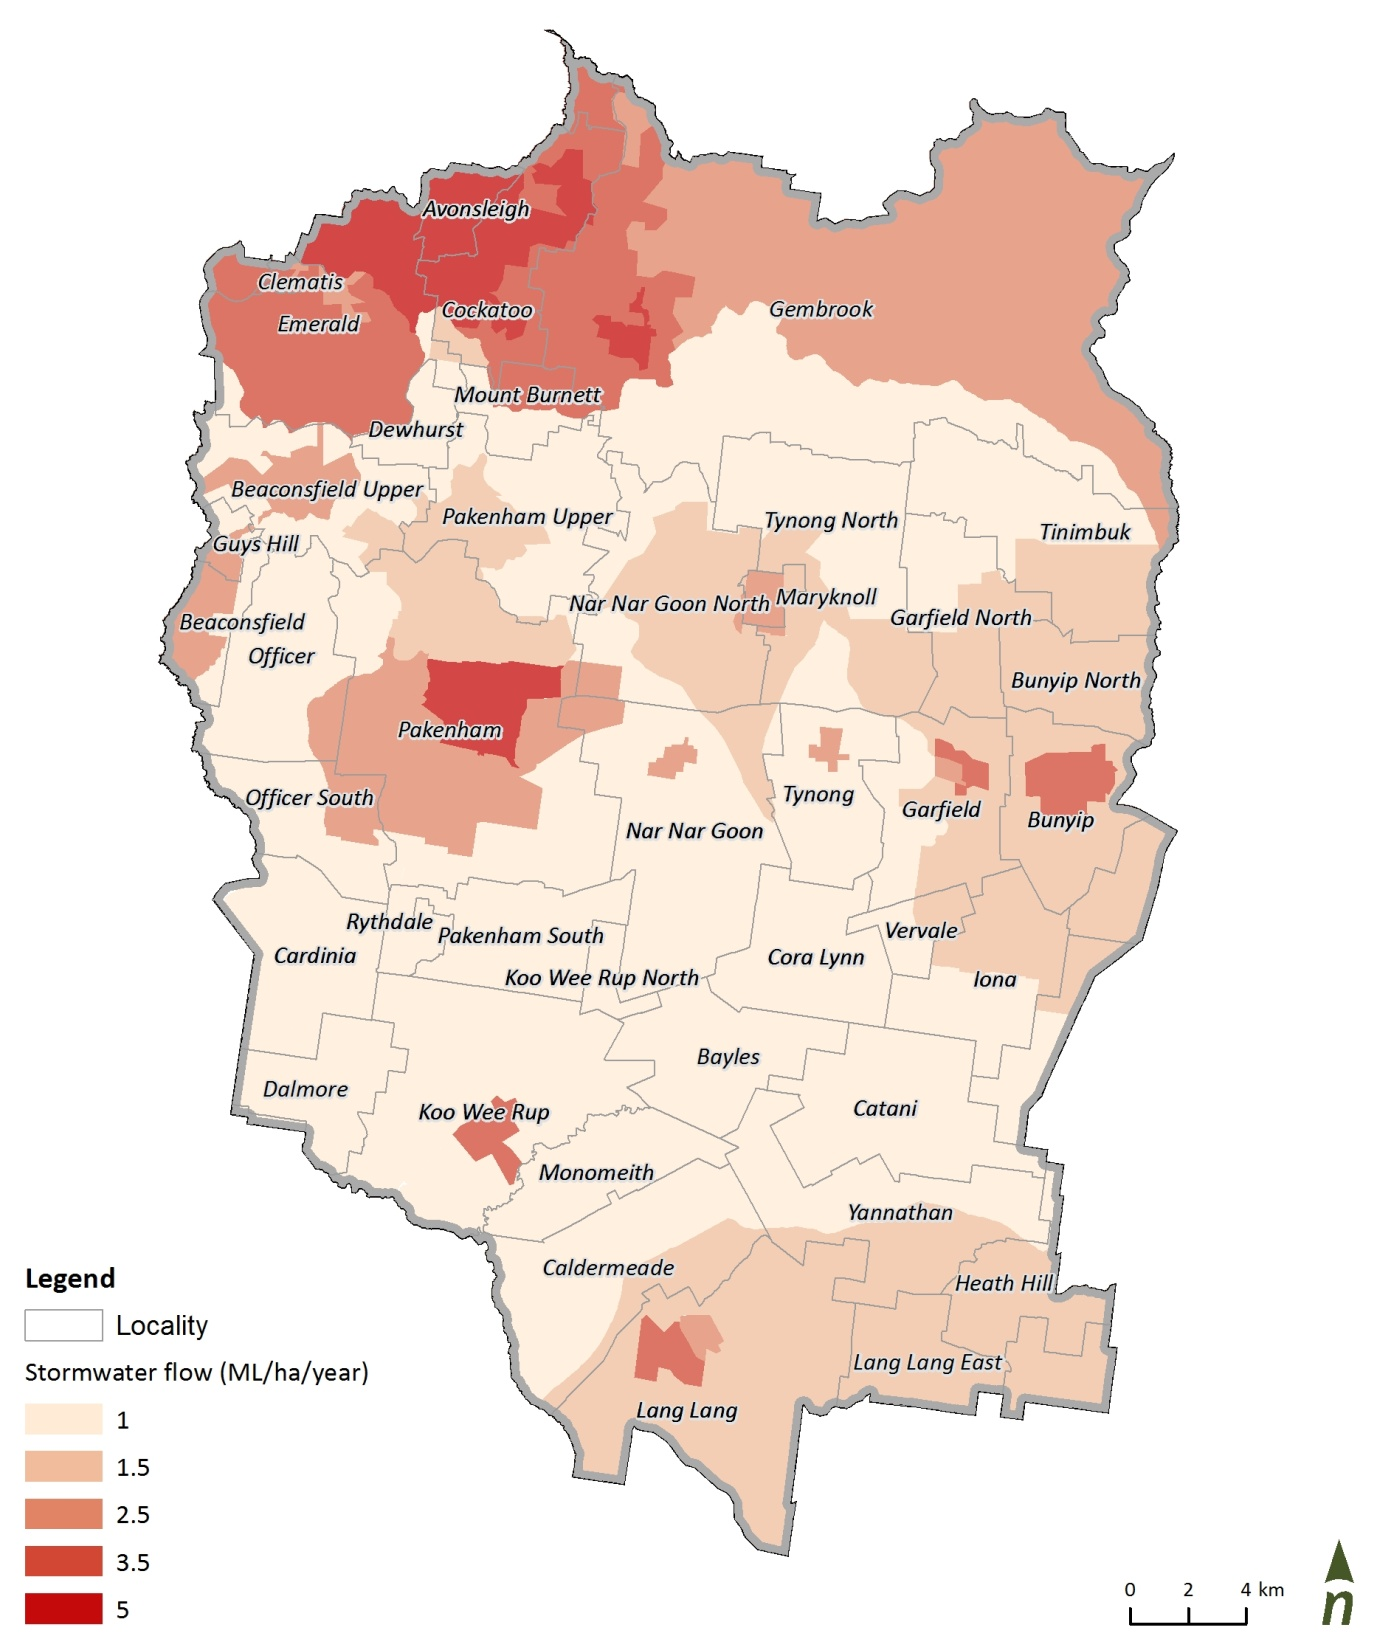 Avonsleigh
Clematis
Cockatoo
Gembrook
Emerald
Mount Burnett
Dewhurst
Beaconsfield Upper
Pakenham Upper
Tynong North
Tinimbuk
Guys Hill
Nar Nar Goon North
Maryknoll
Garfield North
Beaconsfield
Officer
Bunyip North
Pakenham
Officer South
Tynong
Garfield
Bunyip
Nar Nar Goon
Rythdale
Pakenham South
Vervale
Cardinia
Cora Lynn
Koo Wee Rup North
Iona
Bayles
Dalmore
Koo Wee Rup
Catani
Monomeith
Yannathan
Caldermeade
Heath Hill
Lang Lang East
Lang Lang
Legend
Locality
Stormwater flow (ML/ha/year)
1
1.5
2.5
3.5
5
0 2 4 km
n